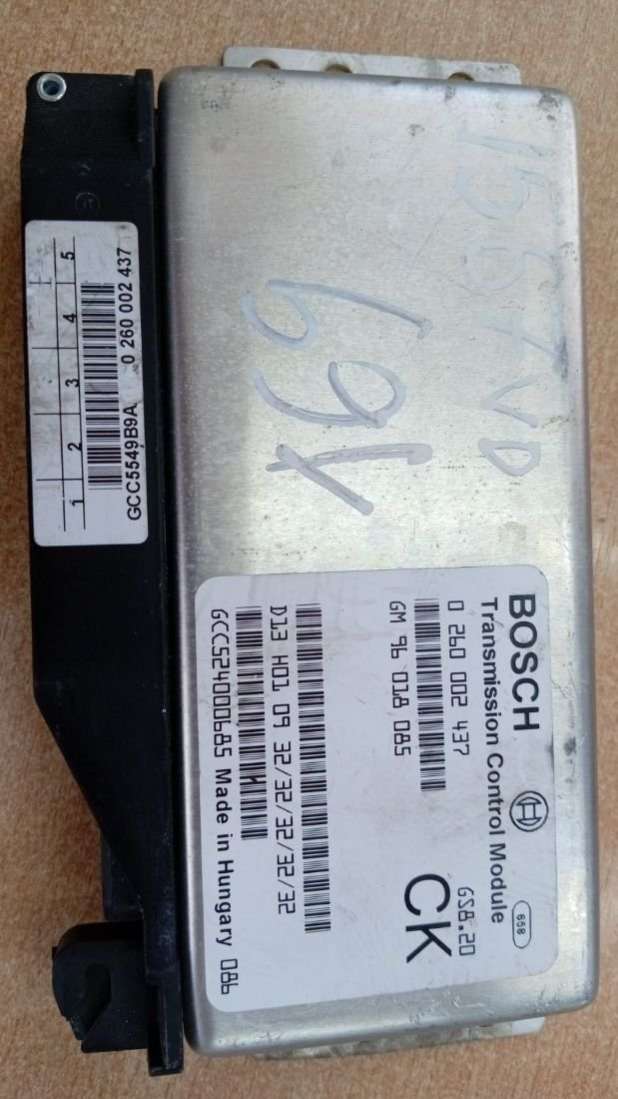 BOSCH
658
Transmission Control Module
0 260 002 437
GS8.20
GM 96 018 085
CK
D13 H01 09 32/32/32/32/32
GCC524000685 Made in Hungary 086
1 2 3 4 5
GCC5549B9A 0 260 002 437